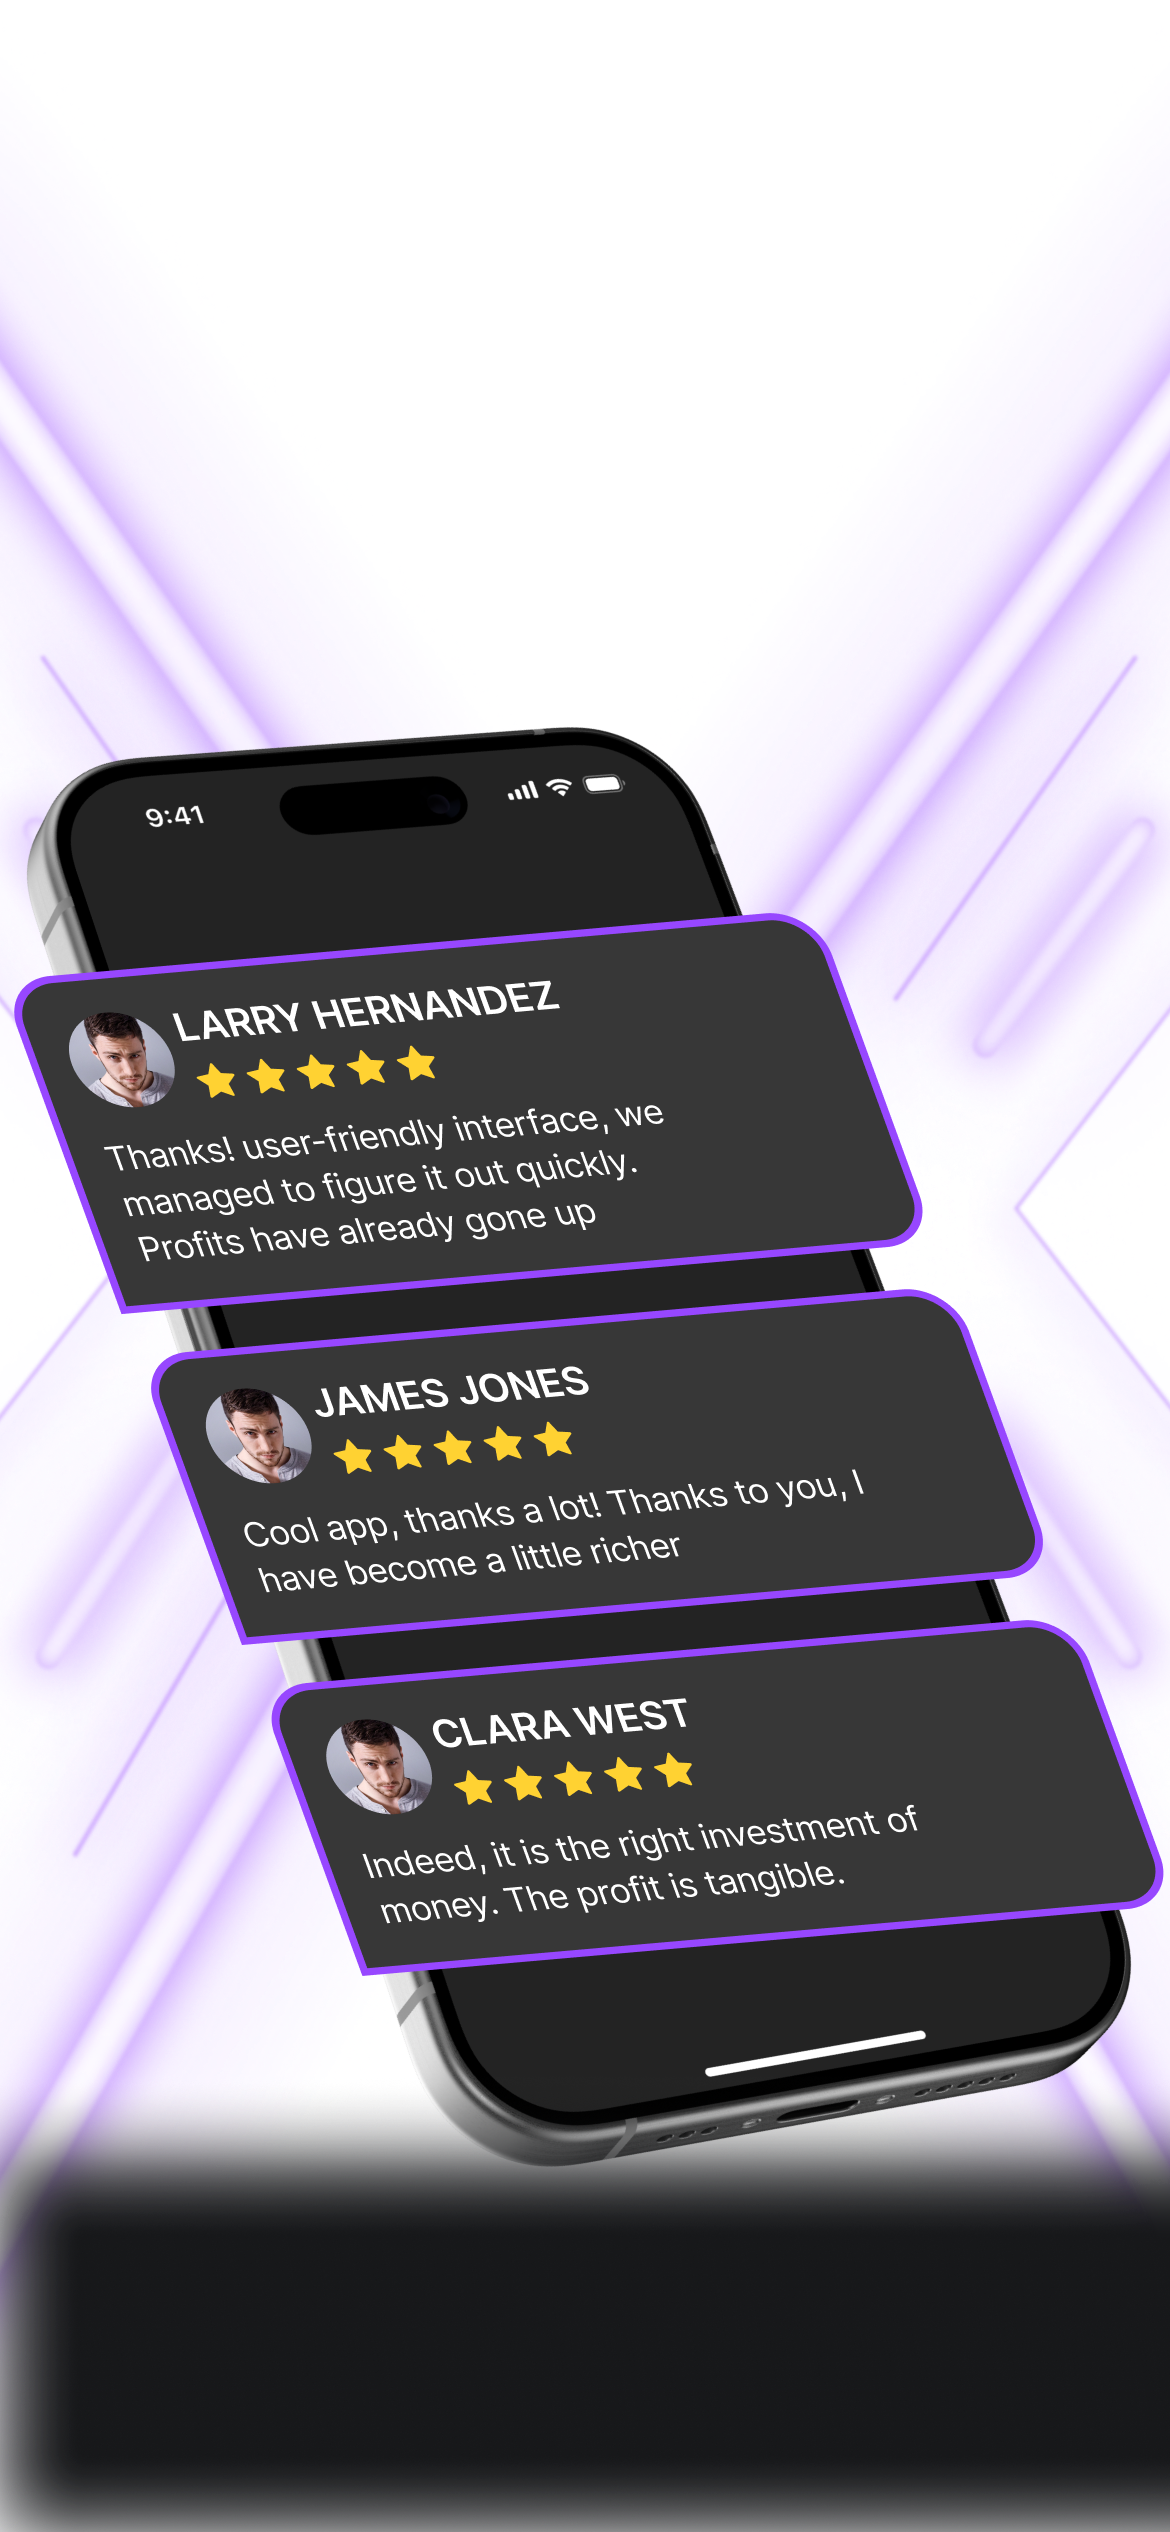 9:41
LARRY HERNANDEZ
Thanks! user-friendly interface, we
managed to figure it out quickly.
Profits have already gone up
JAMES JONES
Cool app, thanks a lot! Thanks to you, I
have become a little richer
CLARA WEST
Indeed, it is the right investment of
money. The profit is tangible.